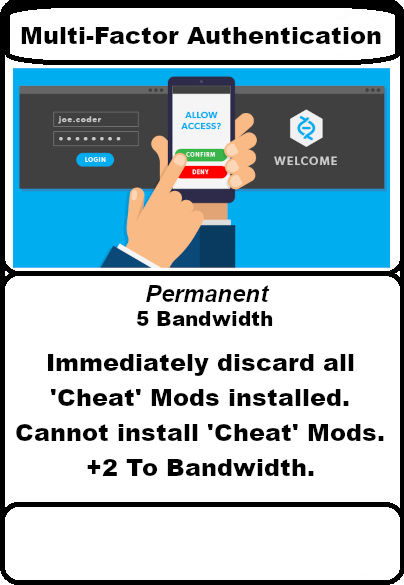 Multi-Factor Authentication
joe.coder
LOGIN
ALLOW
ACCESS?
CONFIRM
DENY
WELCOME
Permanent
5 Bandwidth
Immediately discard all
'Cheat' Mods installed.
Cannot install 'Cheat' Mods.
+2 To Bandwidth.